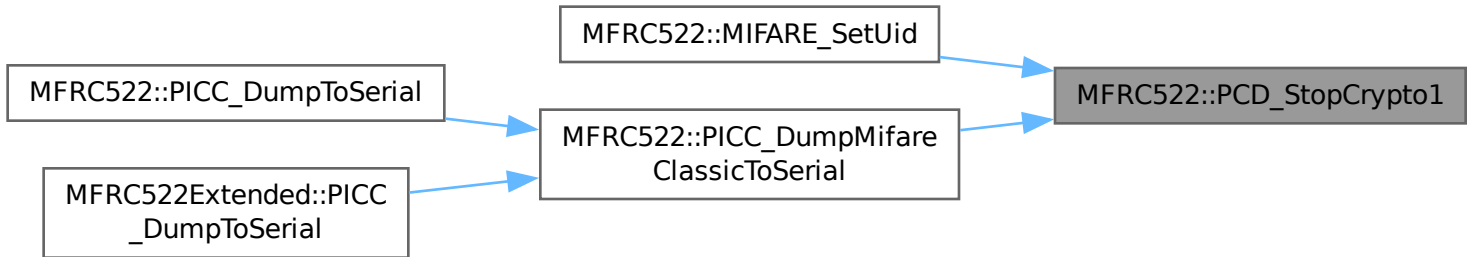 MFRC522::MIFARE_SetUid
MFRC522::PICC_DumpToSerial
MFRC522::PCD_StopCrypto1
MFRC522::PICC_DumpMifare
ClassicToSerial
MFRC522Extended::PICC
_DumpToSerial